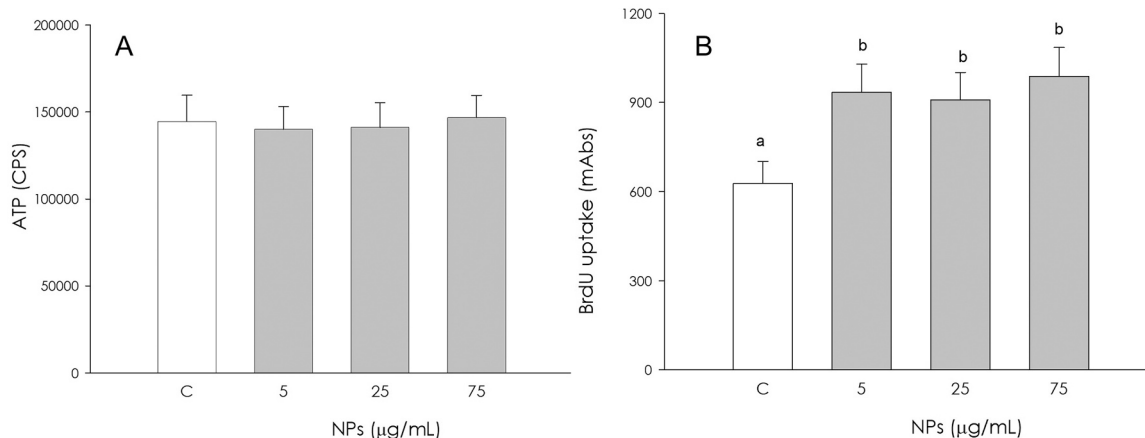 A
ATP (CPS)
200000
150000
100000
50000
0
C 5 25 75
NPs (μg/mL)
B
BrdU uptake (mAbs)
1200
900
600
300
0
a b b b
C 5 25 75
NPs (μg/mL)